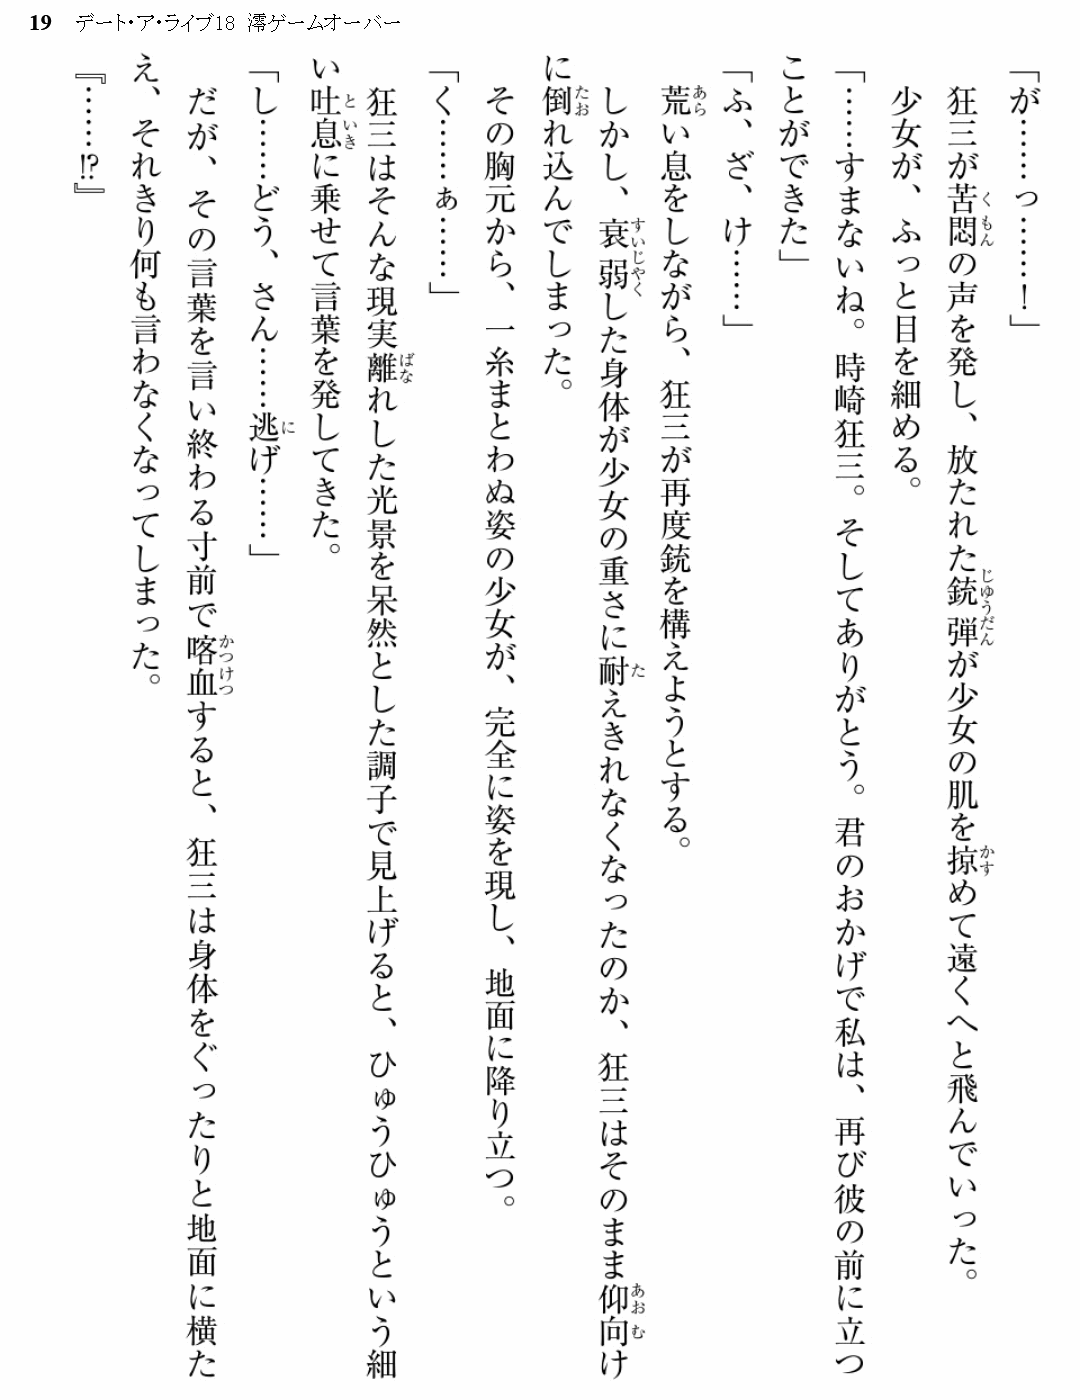 19 デート・ア・ライブ18 澪ゲームオーバー
「が……っ……！」
狂三が苦悶の声を発し、放たれた銃弾が少女の肌を掠めて遠くへと飛んでいった。
少女が、ふっと目を細める。
「……すまないね。時崎狂三。そしてありがとう。君のおかげで私は、再び彼の前に立つ
ことができた」
「ふ、ざ、け……」
荒い息をしながら、狂三が再度銃を構えようとする。
しかし、衰弱した身体が少女の重さに耐えきれなくなったのか、狂三はそのまま仰向け
に倒れ込んでしまった。
その胸元から、一糸まとわぬ姿の少女が、完全に姿を現し、地面に降り立つ。
「く……ぁ……」
狂三はそんな現実離れした光景を呆然とした調子で見上げると、ひゅうひゅうという細
い吐息に乗せて言葉を発してきた。
「し……どう、さん……逃げ……」
だが、その言葉を言い終わる寸前で喀血すると、狂三は身体をぐったりと地面に横た
え、それきり何も言わなくなってしまった。
『……!?』